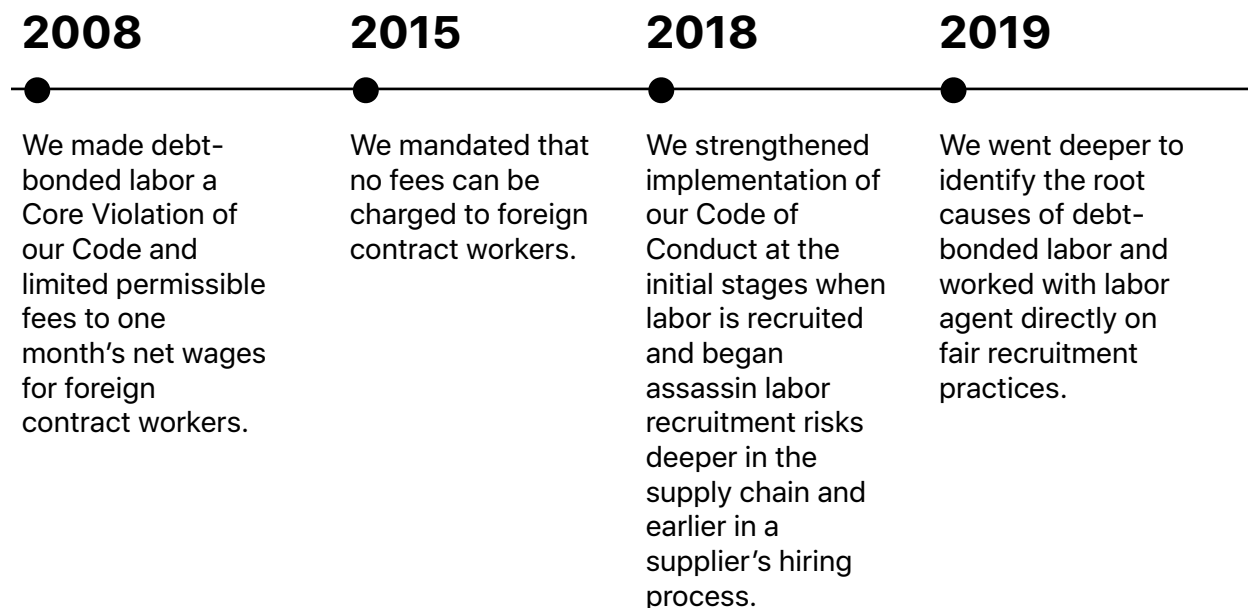 2008
We made debt-
bonded labor a
Core Violation of
our Code and
limited permissible
fees to one
month's net wages
for foreign
contract workers.
2015
We mandated that
no fees can be
charged to foreign
contract workers.
2018
We strengthened
implementation of
our Code of
Conduct at the
initial stages when
labor is recruited
and began
assassin labor
recruitment risks
deeper in the
supply chain and
earlier in a
supplier's hiring
process.
2019
We went deeper to
identify the root
causes of debt-
bonded labor and
worked with labor
agent directly on
fair recruitment
practices.